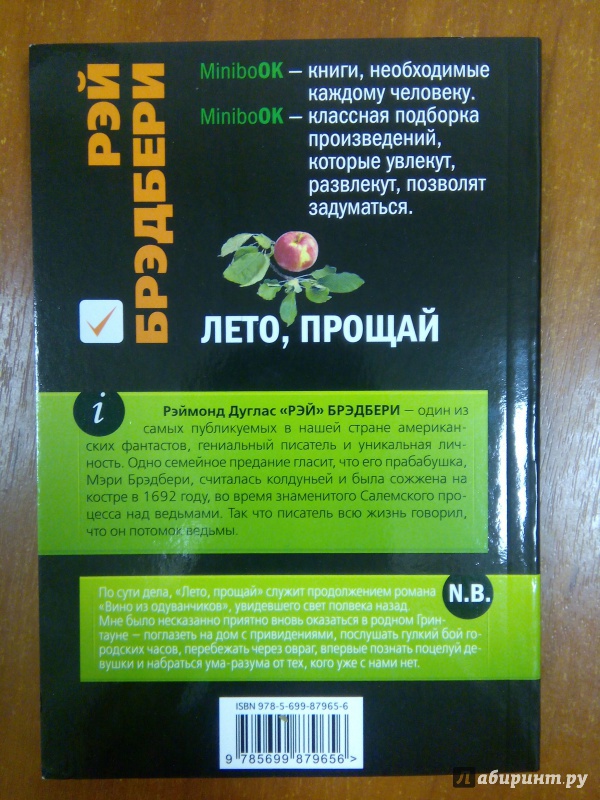 РЭЙ
БРЭДБЕРИ
MiniboOK – книги, необходимые
каждому человеку.
MiniboOK – классная подборка
произведений,
которые увлекут,
развлекут, позволят
задуматься.
ЛЕТО, ПРОЩАЙ
i
Рэймонд Дуглас «РЭЙ» БРЭДБЕРИ – один из
самых публикуемых в нашей стране американ-
ских фантастов, гениальный писатель и уникальная лич-
ность. Одно семейное предание гласит, что его прабабушка,
Мэри Брэдбери, считалась колдуньей и была сожжена на
костре в 1692 году, во время знаменитого Салемского про-
цесса над ведьмами. Так что писатель всю жизнь говорил,
что он потомок ведьмы.
N.B.
По сути дела, «Лето, прощай» служит продолжением романа
«Вино из одуванчиков», увидевшего свет полвека назад.
Мне было несказанно приятно вновь оказаться в родном Грин-
тауне – поглазеть на дом с привидениями, послушать гулкий бой го-
родских часов, перебежать через овраг, впервые познать поцелуй де-
вушки и набраться ума-разума от тех, кого уже с нами нет.
ISBN 978-5-699-87965-6
9 785699 879656 >
Лабиринт.ру